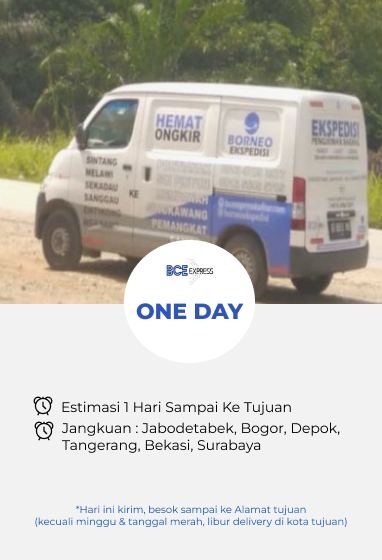 HEMAT
ONGKIR
BORNEO
EKSPEDISI
EKSPEDISI
SINTANG
MELAWI
SEKADAU
SANGGAU
KE
PEMANGKAT
BCE EXPRESS
ONE DAY
Estimasi 1 Hari Sampai Ke Tujuan
Jangkuan : Jabodetabek, Bogor, Depok,
Tangerang, Bekasi, Surabaya
*Hari ini kirim, besok sampai ke Alamat tujuan
(kecuali minggu & tanggal merah, libur delivery di kota tujuan)